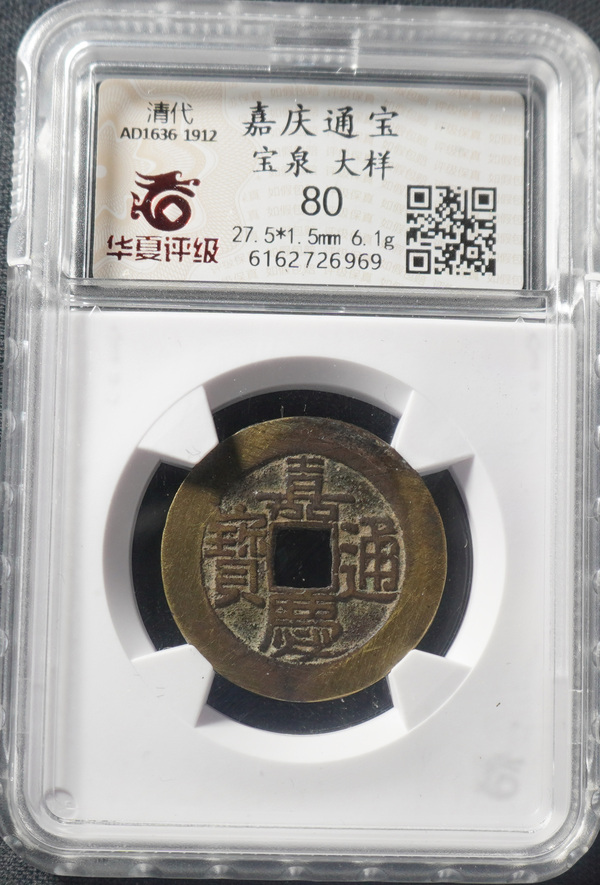 清代
AD1636 1912
华夏评级
嘉庆通宝
宝泉 大样
80
27.5*1.5mm 6.1g
6162726969
嘉
寶 通
慶